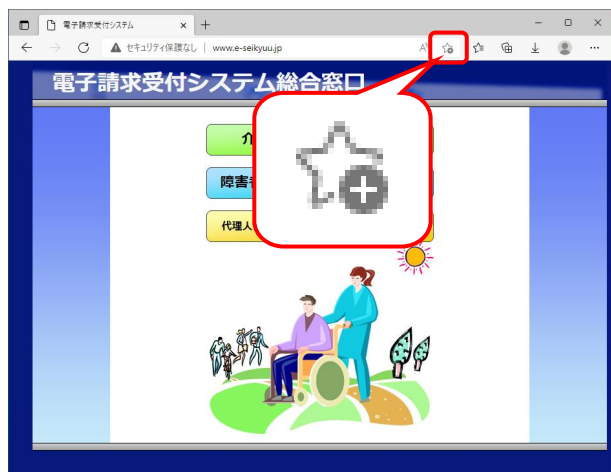 電子請求受付システム
セキュリティ保護なし | www.e-seikyuu.jp
電子請求受付システム総合窓口
介
障害者
代理人